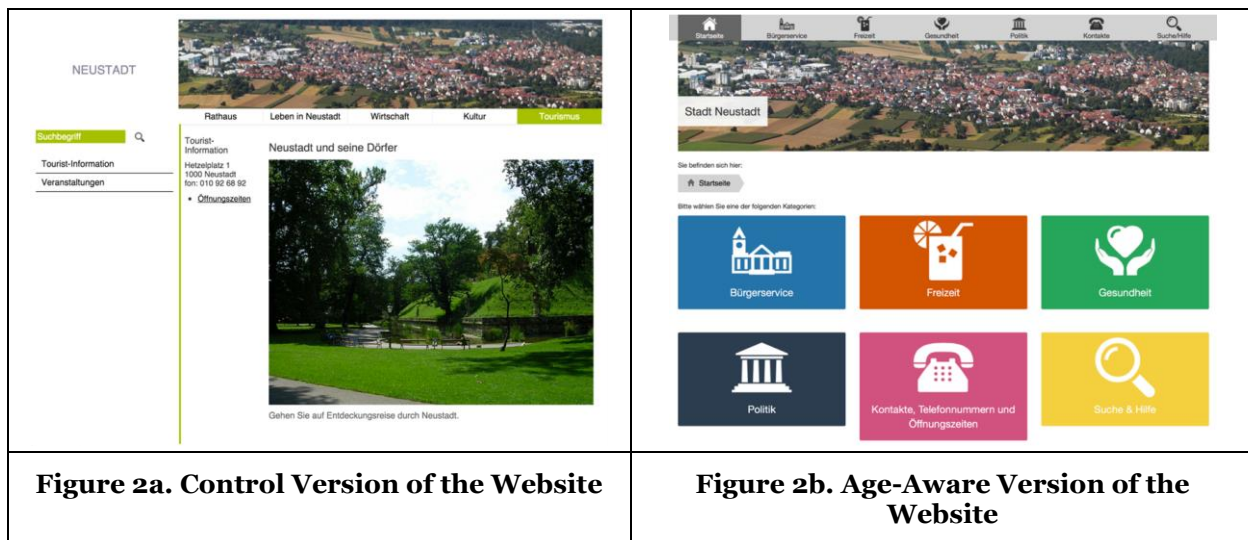 NEUSTADT
Rathaus Leben in Neustadt Wirtschaft Kultur Tourismus
Suchbegriff
Tourist-Information
Veranstaltungen
Tourist-
Information
Hetzelplatz 1
1000 Neustadt
fon: 010 92 68 92
Öffnungszeiten
Neustadt und seine Dörfer
Gehen Sie auf Entdeckungsreise durch Neustadt.
Figure 2a. Control Version of the Website
Startseite Bürgerservice Freizeit Gesundheit Politik Kontakte Suche/Hilfe
Stadt Neustadt
Sie befinden sich hier:
Startseite
Bitte wählen Sie eine der folgenden Kategorien:
Bürgerservice Freizeit Gesundheit
Politik Kontakte, Telefonnummern und Suche & Hilfe
Öffnungszeiten
Figure 2b. Age-Aware Version of the
Website